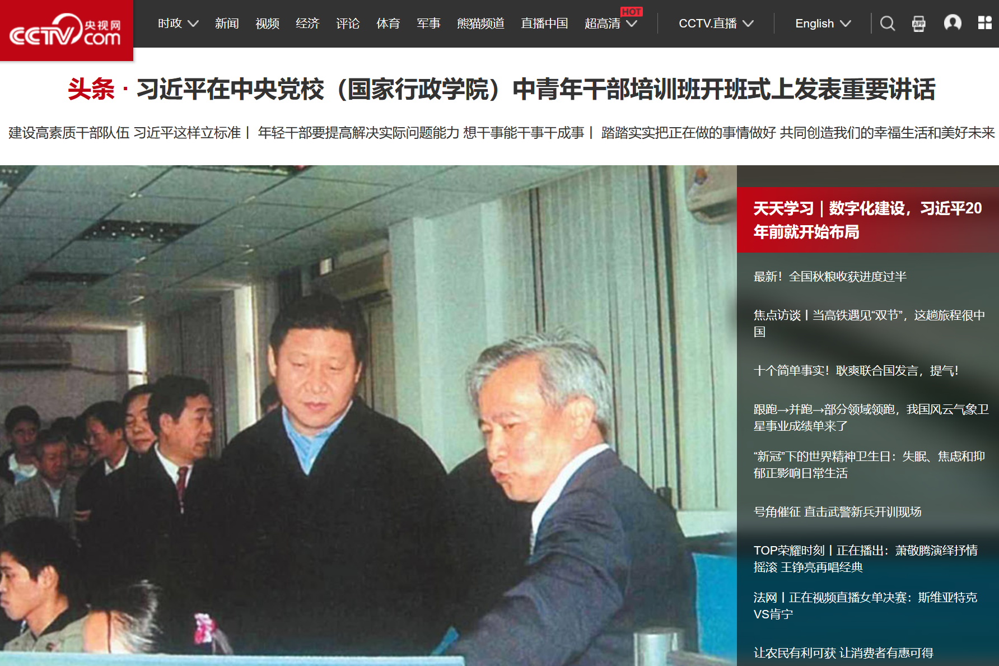 CCTV.com 央视网
时政
新闻
视频
经济
评论
体育
军事
熊猫频道
直播中国
超高清
HOT
CCTV.直播
English
APP
头条 · 习近平在中央党校（国家行政学院）中青年干部培训班开班式上发表重要讲话
建设高素质干部队伍 习近平这样立标准丨 年轻干部要提高解决实际问题能力 想干事能干事干成事丨 踏踏实实把正在做的事情做好 共同创造我们的幸福生活和美好未来
天天学习｜数字化建设，习近平20
年前就开始布局
最新！全国秋粮收获进度过半
焦点访谈丨当高铁遇见“双节”，这趟旅程很中
国
十个简单事实！耿爽联合国发言，提气！
跟跑→并跑→部分领域领跑，我国风云气象卫
星事业成绩单来了
“新冠”下的世界精神卫生日：失眠、焦虑和抑
郁正影响日常生活
号角催征 直击武警新兵开训现场
TOP荣耀时刻丨正在播出：萧敬腾演绎抒情
摇滚 王铮亮再唱经典
法网丨正在视频直播女单决赛：斯维亚特克
VS肯宁
让农民有利可获 让消费者有惠可得